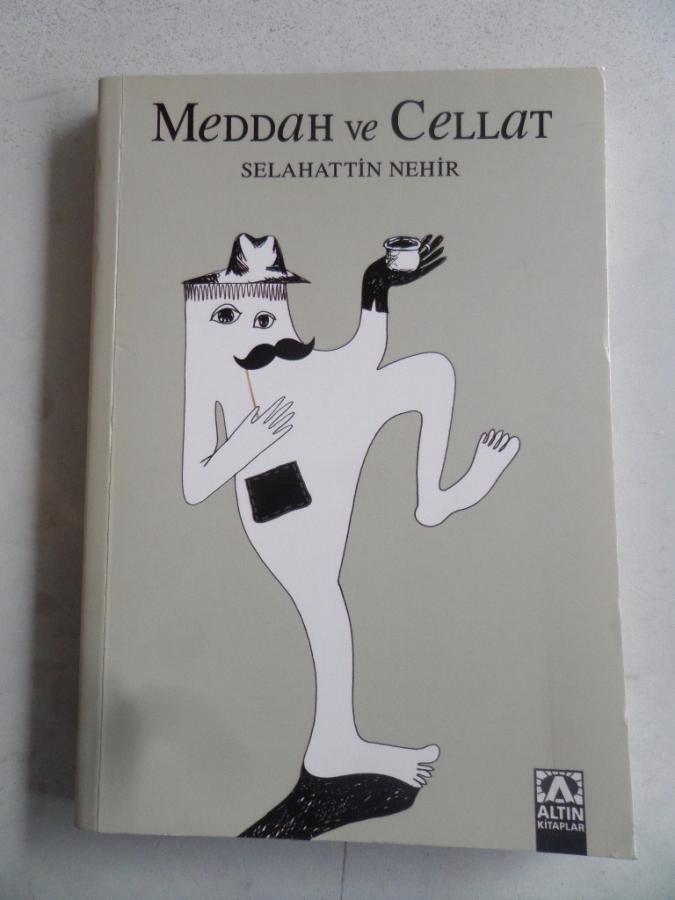 MEDDAH VE CELLAT
SELAHATTİN NEHİR
ALTIN
KİTAPLAR